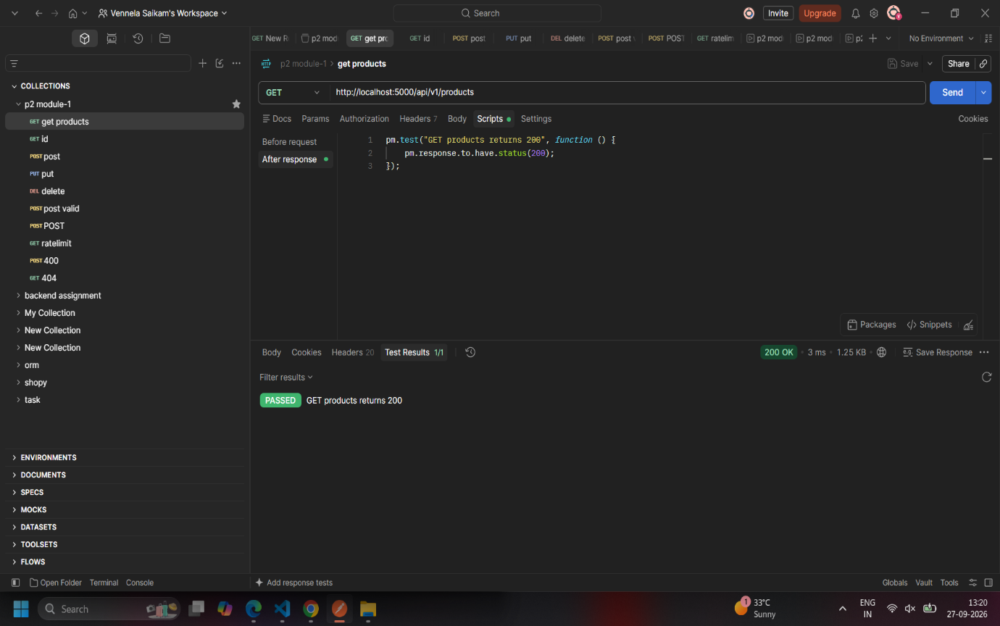 Vennela Saikam's Workspace
Search
Invite
Upgrade
GET New R
p2 mod
GET get pro
GET id
POST post
PUT put
DEL delete
POST post v
POST POST
GET ratelim
p2 mod
p2 mod
p2
No Environment
COLLECTIONS
p2 module-1
GET get products
GET id
POST post
PUT put
DEL delete
POST post valid
POST POST
GET ratelimit
POST 400
GET 404
backend assignment
My Collection
New Collection
New Collection
orm
shopy
task
ENVIRONMENTS
DOCUMENTS
SPECS
MOCKS
DATASETS
TOOLSETS
FLOWS
HTTP p2 module-1 > get products
Save
Share
GET http://localhost:5000/api/v1/products
Send
Docs Params Authorization Headers 7 Body Scripts Settings
Cookies
Before request
After response
1 pm.test("GET products returns 200", function () {
2 pm.response.to.have.status(200);
3 });
Packages
</> Snippets
Body Cookies Headers 20 Test Results 1/1
200 OK • 3 ms • 1.25 KB
e.g. Save Response
Filter results
PASSED GET products returns 200
Open Folder Terminal Console
Add response tests
Globals Vault Tools
Search
1
33°C
Sunny
ENG
IN
13:20
27-09-2026